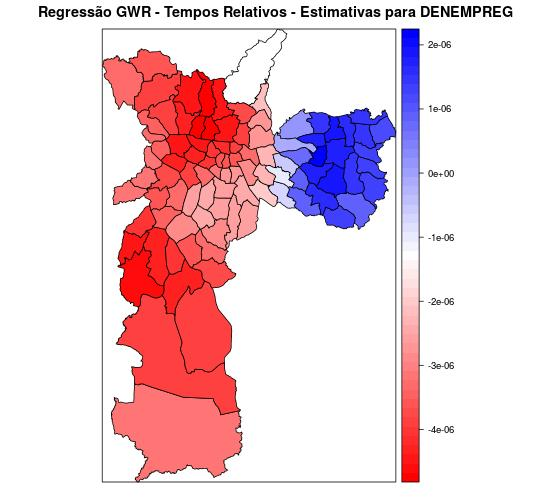 Regressão GWR - Tempos Relativos - Estimativas para DENEMPREG
2e-06
1e-06
0e+00
-1e-06
-2e-06
-3e-06
-4e-06